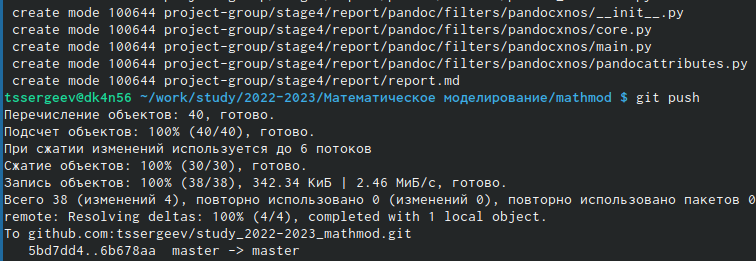 create mode 100644 project-group/stage4/report/pandoc/filters/pandocxnos/__init__.py
create mode 100644 project-group/stage4/report/pandoc/filters/pandocxnos/core.py
create mode 100644 project-group/stage4/report/pandoc/filters/pandocxnos/main.py
create mode 100644 project-group/stage4/report/pandoc/filters/pandocxnos/pandocattributes.py
create mode 100644 project-group/stage4/report/report.md
tssergeev@dk4n56 ~/work/study/2022-2023/Математическое моделирование/mathmod $ git push
Перечисление объектов: 40, готово.
Подсчет объектов: 100% (40/40), готово.
При сжатии изменений используется до 6 потоков
Сжатие объектов: 100% (30/30), готово.
Запись объектов: 100% (38/38), 342.34 КиБ | 2.46 МиБ/с, готово.
Всего 38 (изменений 4), повторно использовано 0 (изменений 0), повторно использовано пакетов 0
remote: Resolving deltas: 100% (4/4), completed with 1 local object.
To github.com:tssergeev/study_2022-2023_mathmod.git
5bd7dd4..6b678aa master -> master